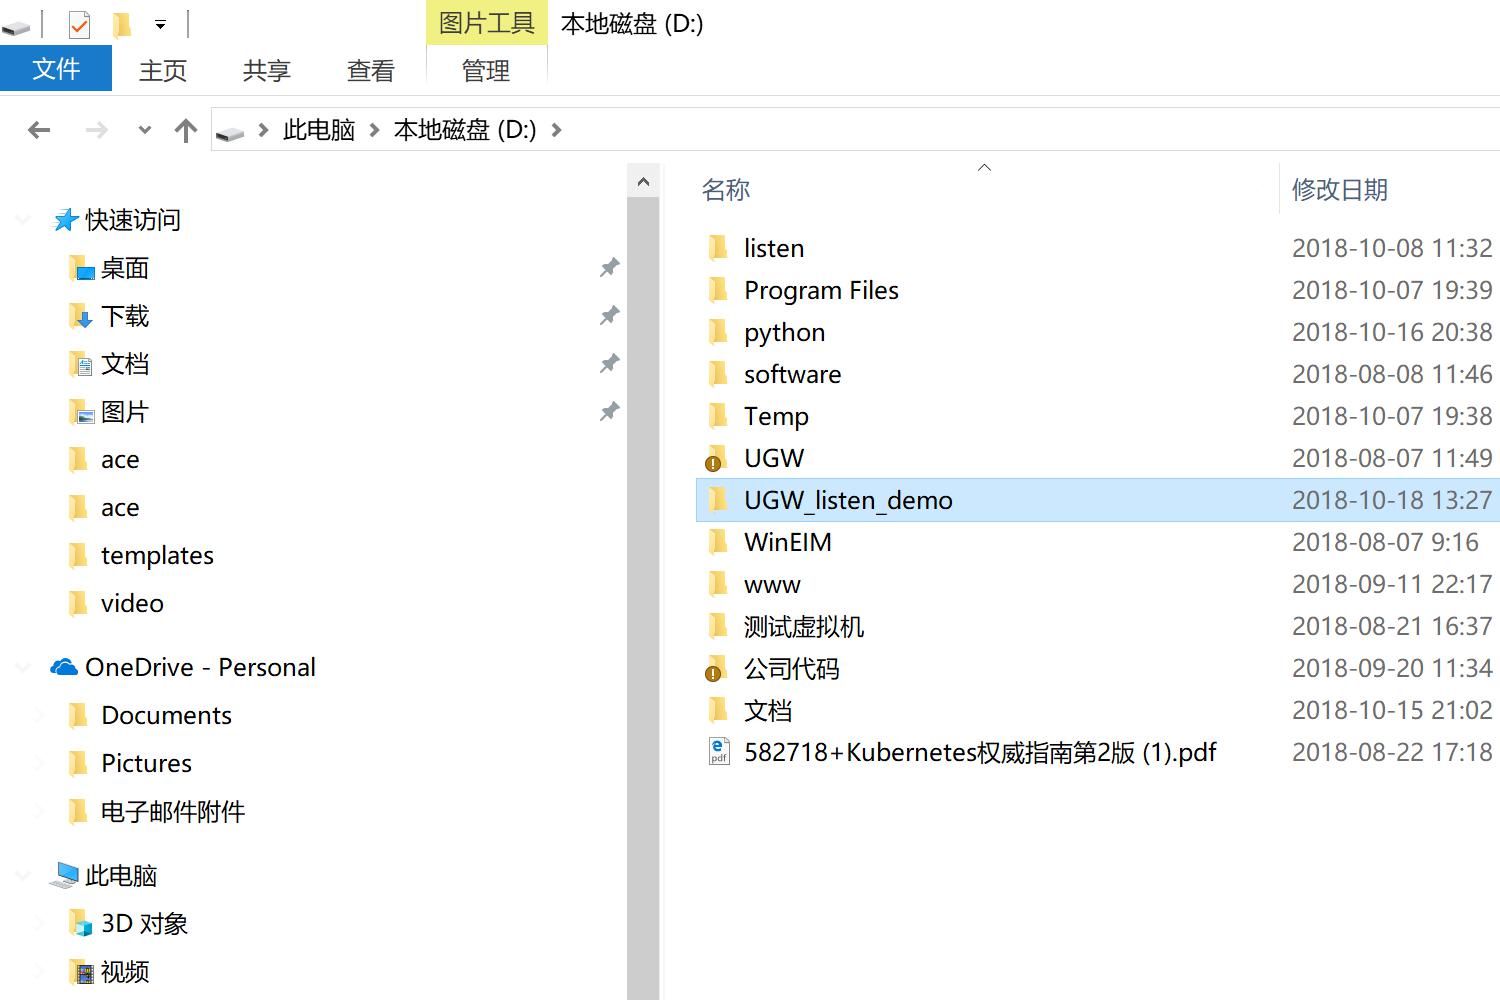 图片工具 本地磁盘 (D:)
文件 主页 共享 查看 管理
此电脑 本地磁盘 (D:)
名称 修改日期
快速访问
桌面
下载
文档
图片
ace
ace
templates
video
OneDrive - Personal
Documents
Pictures
电子邮件附件
此电脑
3D 对象
视频
listen 2018-10-08 11:32
Program Files 2018-10-07 19:39
python 2018-10-16 20:38
software 2018-08-08 11:46
Temp 2018-10-07 19:38
UGW 2018-08-07 11:49
UGW_listen_demo 2018-10-18 13:27
WinEIM 2018-08-07 9:16
www 2018-09-11 22:17
测试虚拟机 2018-08-21 16:37
公司代码 2018-09-20 11:34
文档 2018-10-15 21:02
582718+Kubernetes权威指南第2版 (1).pdf 2018-08-22 17:18